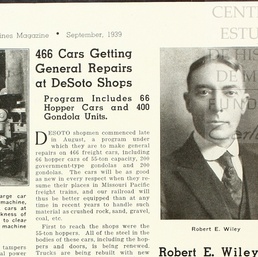 ines Magazine • September, 1939
466 Cars Getting
General Repairs
at DeSoto Shops
Program Includes 66
Hopper Cars and 400
Gondola Units.
DESOTO shopmen commenced late
in August, a program under
which they are to make general
repairs on 466 freight cars, including
66 hopper cars of 55-ton capacity, 200
government-type gondolas and 200
gondolas. The cars will be as good
as new in every respect when they re-
sume their places in Missouri Pacific
freight trains, and our railroad will
thus be better equipped than at any
time in recent years to handle such
material as crushed rock, sand, gravel,
coal, etc.
First to reach the shops were the
55-ton hoppers. All of the steel in the
bodies of these cars, including the hop-
pers and doors, is being renewed.
Trucks are being rebuilt with new
arge car
machine,
cars at
kness of
to clear
machine
tampers
al power
Robert E. Wiley
Robert E. Wiley
CENT
ESTU